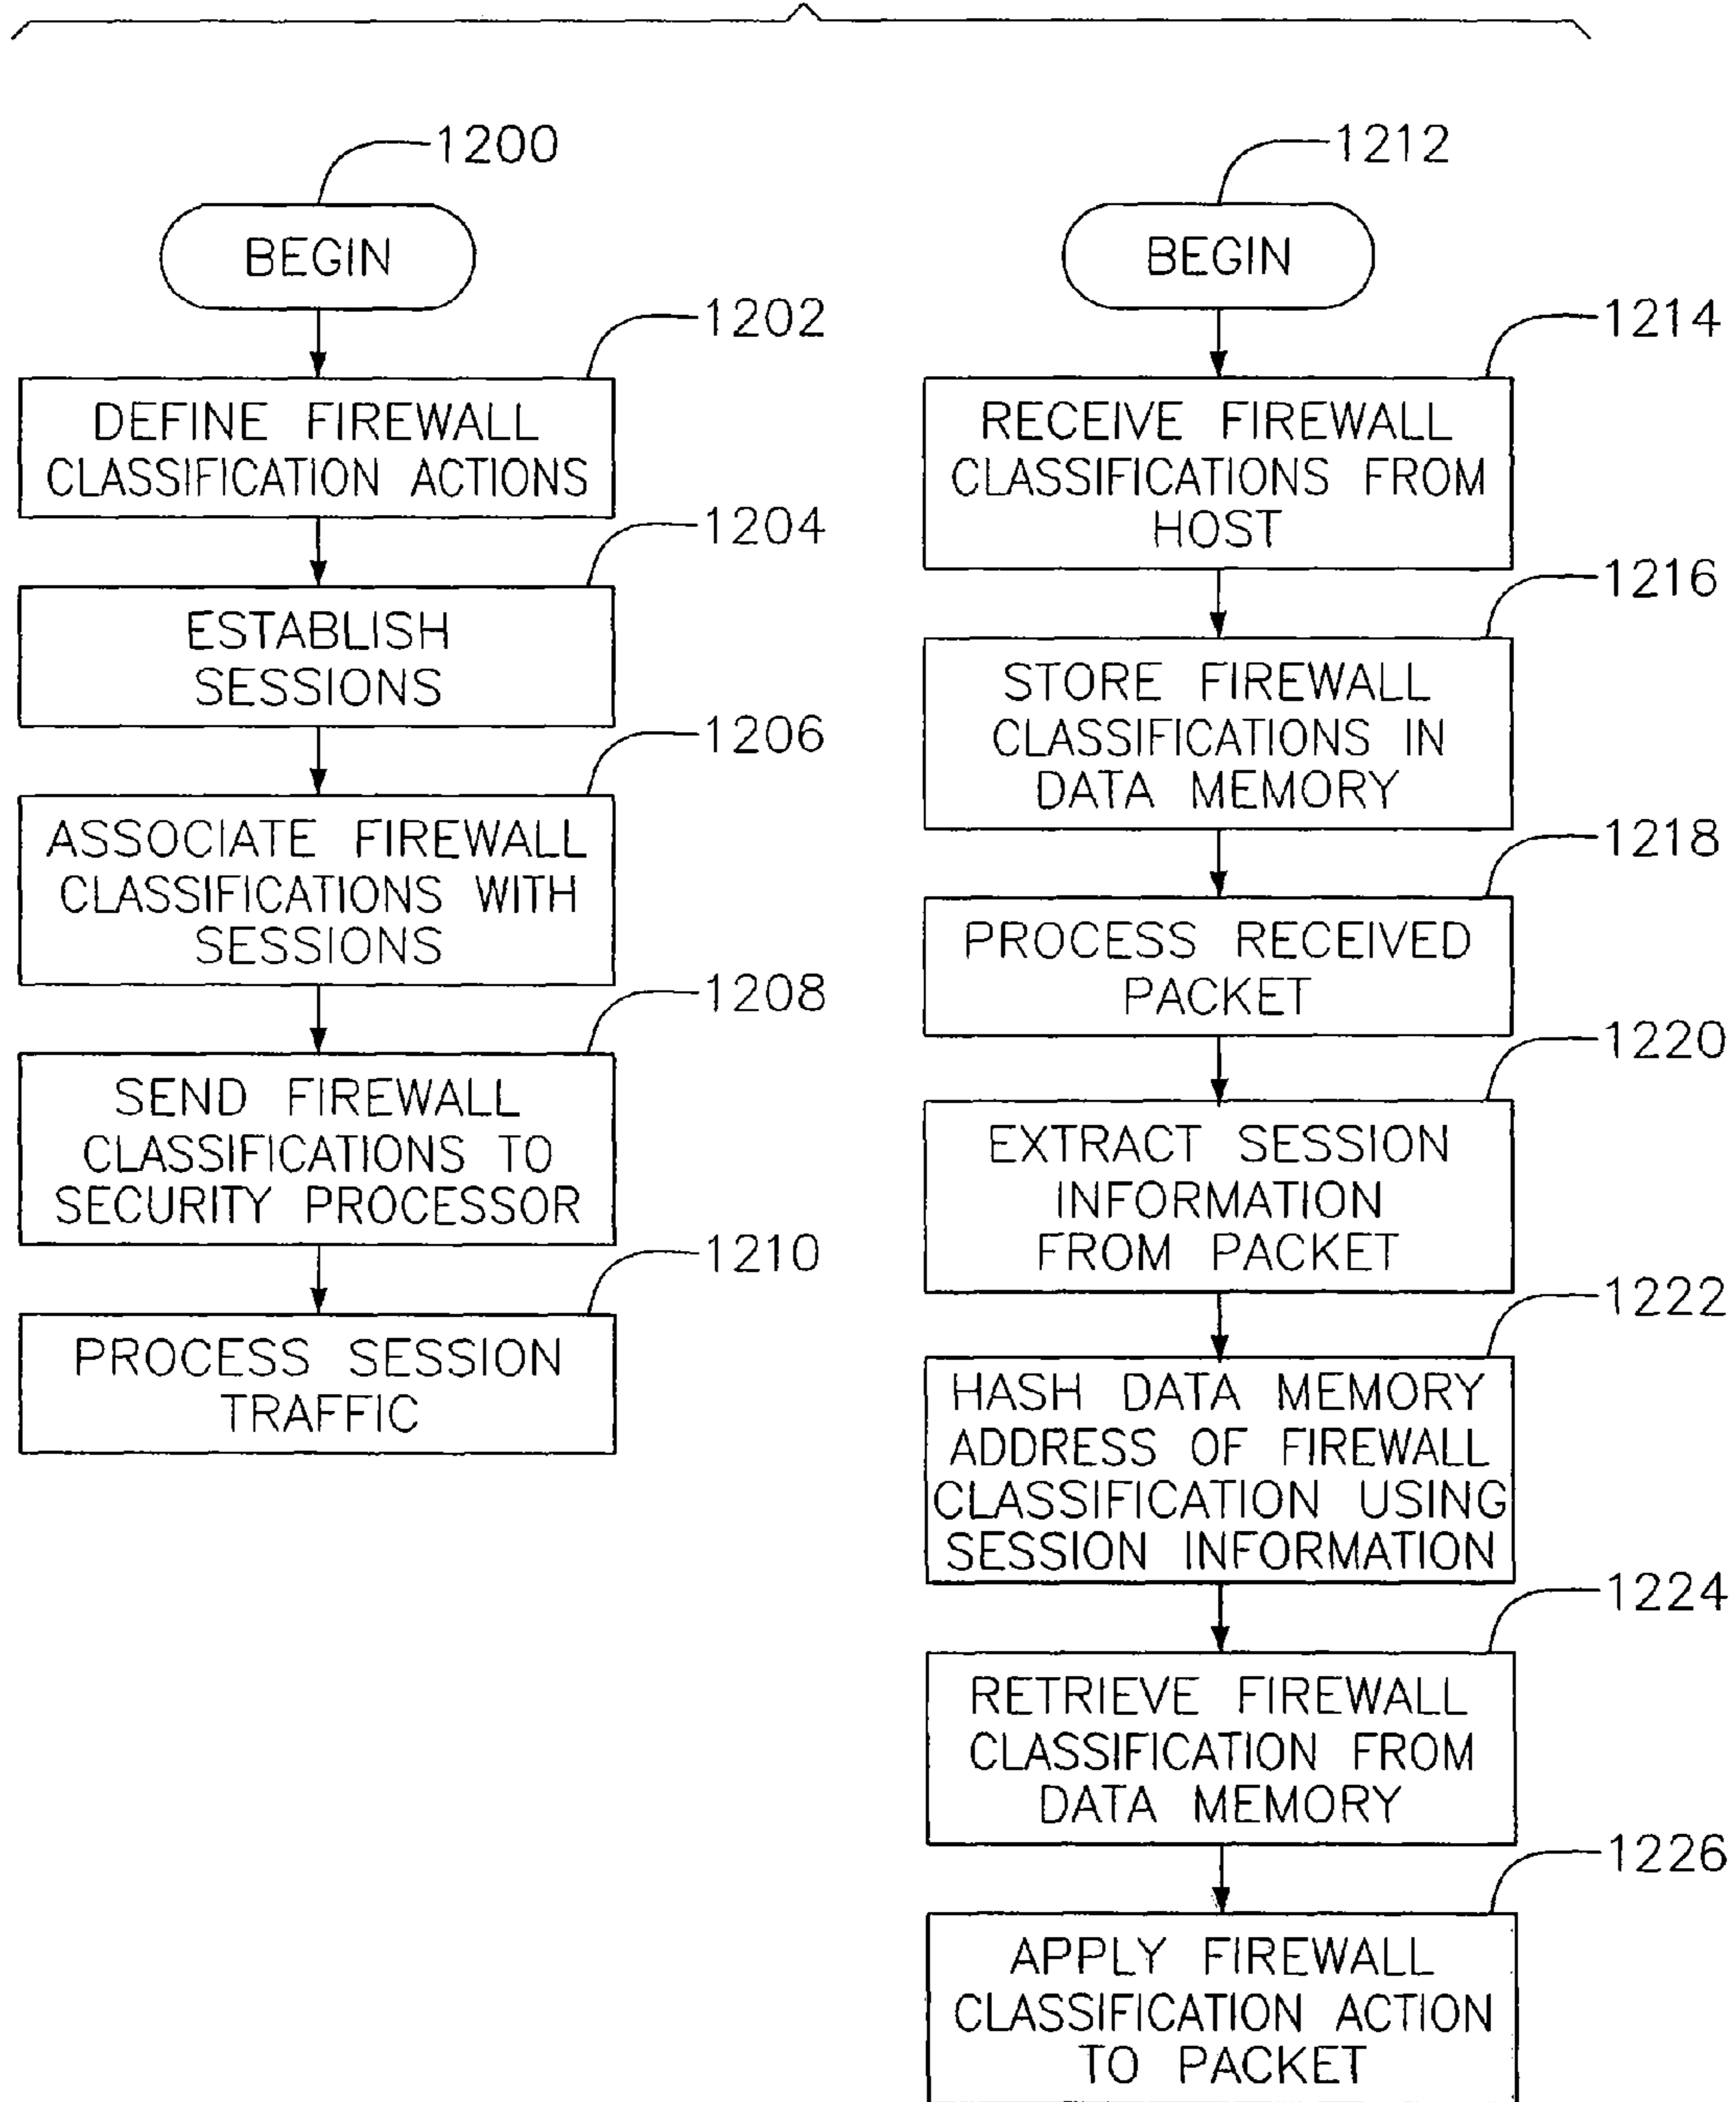 1200
BEGIN
1202
DEFINE FIREWALL
CLASSIFICATION ACTIONS
1204
ESTABLISH
SESSIONS
1206
ASSOCIATE FIREWALL
CLASSIFICATIONS WITH
SESSIONS
1208
SEND FIREWALL
CLASSIFICATIONS TO
SECURITY PROCESSOR
1210
PROCESS SESSION
TRAFFIC
1212
BEGIN
1214
RECEIVE FIREWALL
CLASSIFICATIONS FROM
HOST
1216
STORE FIREWALL
CLASSIFICATIONS IN
DATA MEMORY
1218
PROCESS RECEIVED
PACKET
1220
EXTRACT SESSION
INFORMATION
FROM PACKET
1222
HASH DATA MEMORY
ADDRESS OF FIREWALL
CLASSIFICATION USING
SESSION INFORMATION
1224
RETRIEVE FIREWALL
CLASSIFICATION FROM
DATA MEMORY
1226
APPLY FIREWALL
CLASSIFICATION ACTION
TO PACKET